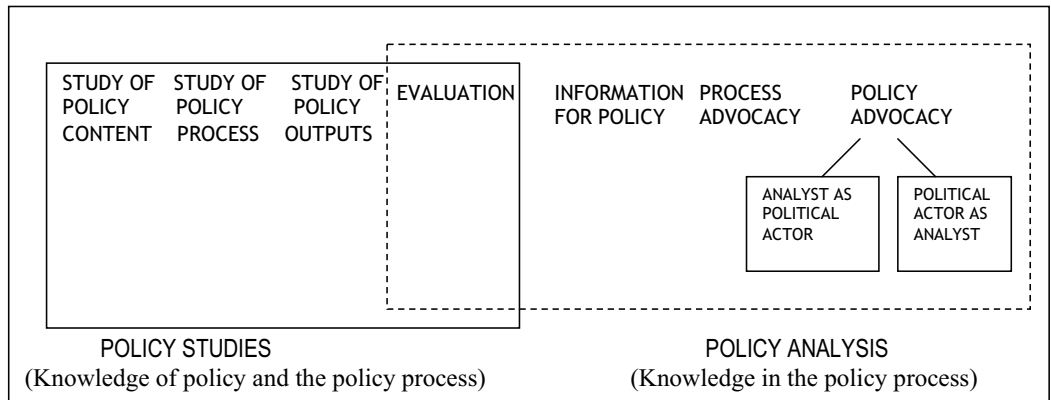 STUDY OF
POLICY
CONTENT
STUDY OF
POLICY
PROCESS
STUDY OF
POLICY
OUTPUTS
EVALUATION
INFORMATION
FOR POLICY
PROCESS
ADVOCACY
POLICY
ADVOCACY
ANALYST AS
POLITICAL
ACTOR
POLITICAL
ACTOR AS
ANALYST
POLICY STUDIES
(Knowledge of policy and the policy process)
POLICY ANALYSIS
(Knowledge in the policy process)